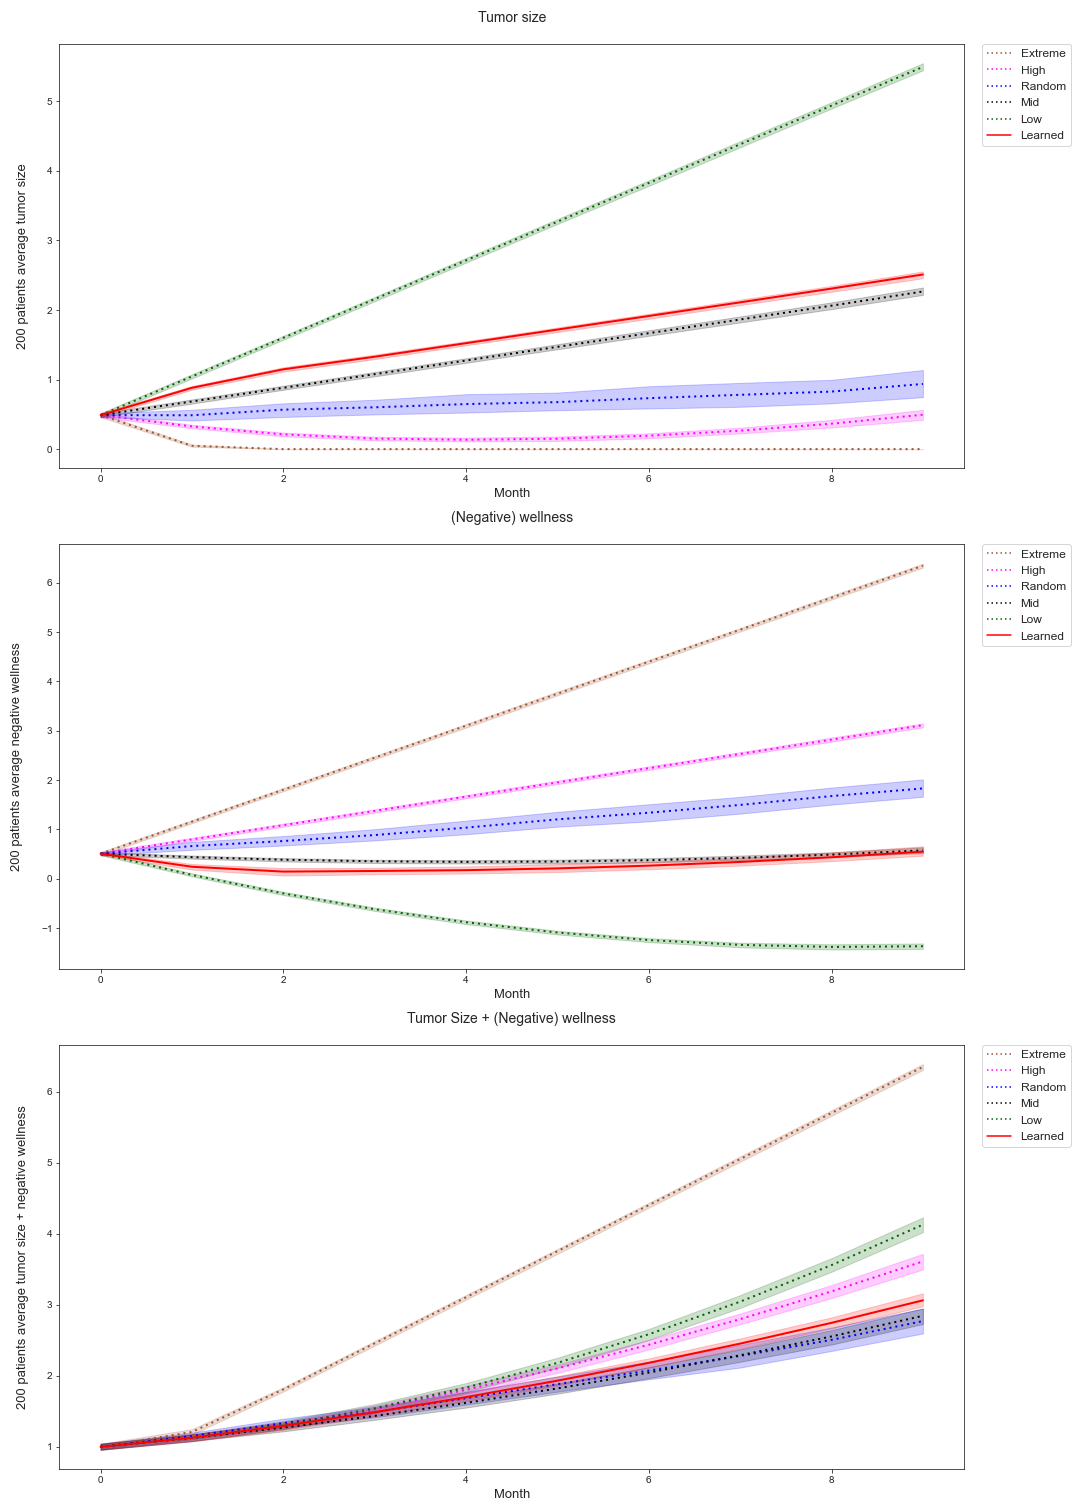 Tumor size
200 patients average tumor size
5
4
3
2
1
0
0 2 4 6 8
Month
Extreme
High
Random
Mid
Low
Learned
(Negative) wellness
200 patients average negative wellness
6
5
4
3
2
1
0
−1
0 2 4 6 8
Month
Extreme
High
Random
Mid
Low
Learned
Tumor Size + (Negative) wellness
200 patients average tumor size + negative wellness
6
5
4
3
2
1
0 2 4 6 8
Month
Extreme
High
Random
Mid
Low
Learned